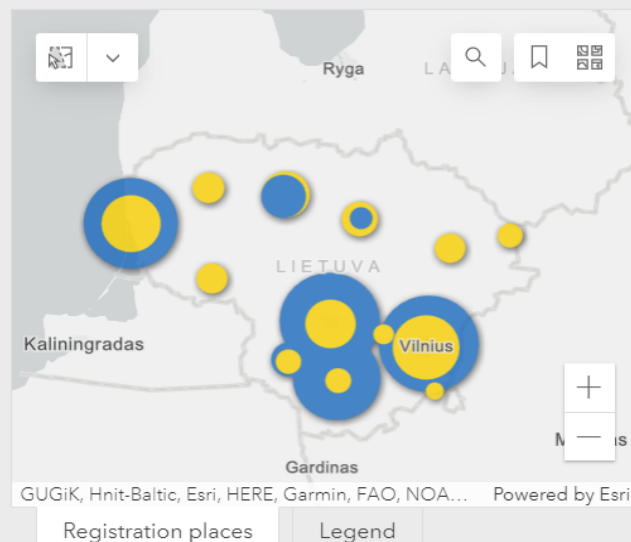 Ryga
LIETUVA
Kaliningradas
Vilnius
Gardinas
GUGiK, Hnit-Baltic, Esri, HERE, Garmin, FAO, NOA... Powered by Esri
Registration places Legend